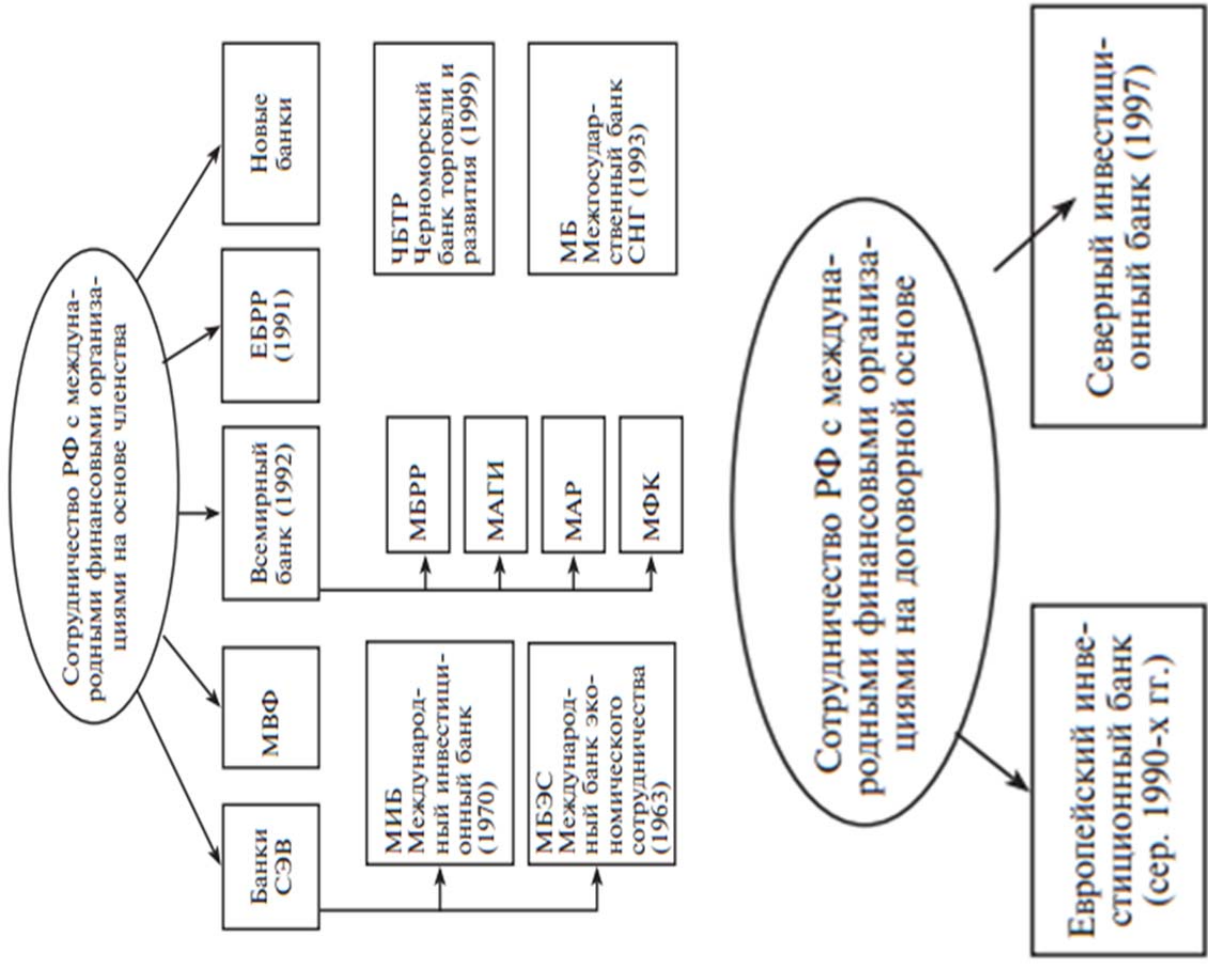 Сотрудничество РФ с междуна-
родными финансовыми организа-
циями на основе членства
Банки
СЭВ
МВФ
Всемирный
банк (1992)
ЕБРР
(1991)
Новые
банки
МИБ
Международ-
ный инвестици-
онный банк
(1970)
МБЭС
Международ-
ный банк эко-
номического
сотрудничества
(1963)
МБРР
МАГИ
МАР
МФК
ЧБТР
Черноморский
банк торговли и
развития (1999)
МБ
Межгосудар-
ственный банк
СНГ (1993)
Сотрудничество РФ с междуна-
родными финансовыми организа-
циями на договорной основе
Европейский инве-
стиционный банк
(сер. 1990-х гг.)
Северный инвестици-
онный банк (1997)